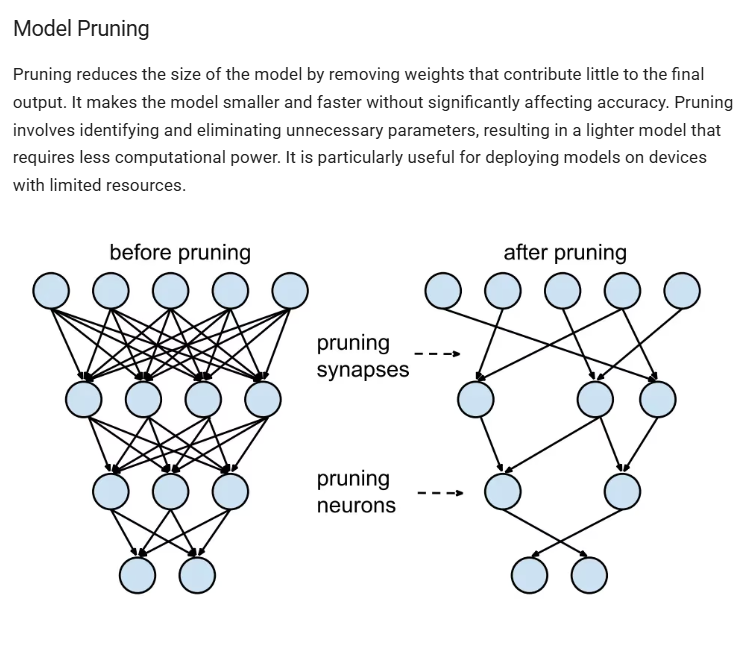 Model Pruning
Pruning reduces the size of the model by removing weights that contribute little to the final
output. It makes the model smaller and faster without significantly affecting accuracy. Pruning
involves identifying and eliminating unnecessary parameters, resulting in a lighter model that
requires less computational power. It is particularly useful for deploying models on devices
with limited resources.
before pruning
after pruning
pruning
synapses
pruning
neurons